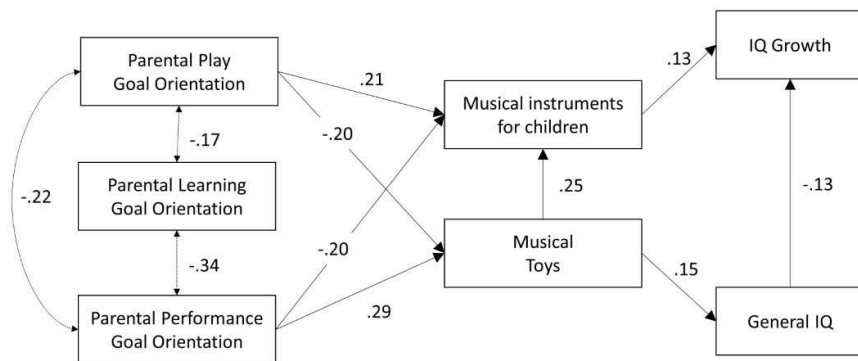 Parental Play
Goal Orientation
Parental Learning
Goal Orientation
Parental Performance
Goal Orientation
-.22
-.17
-.34
.21
-.20
-.20
.29
Musical instruments
for children
.25
Musical
Toys
.13
.15
IQ Growth
-.13
General IQ